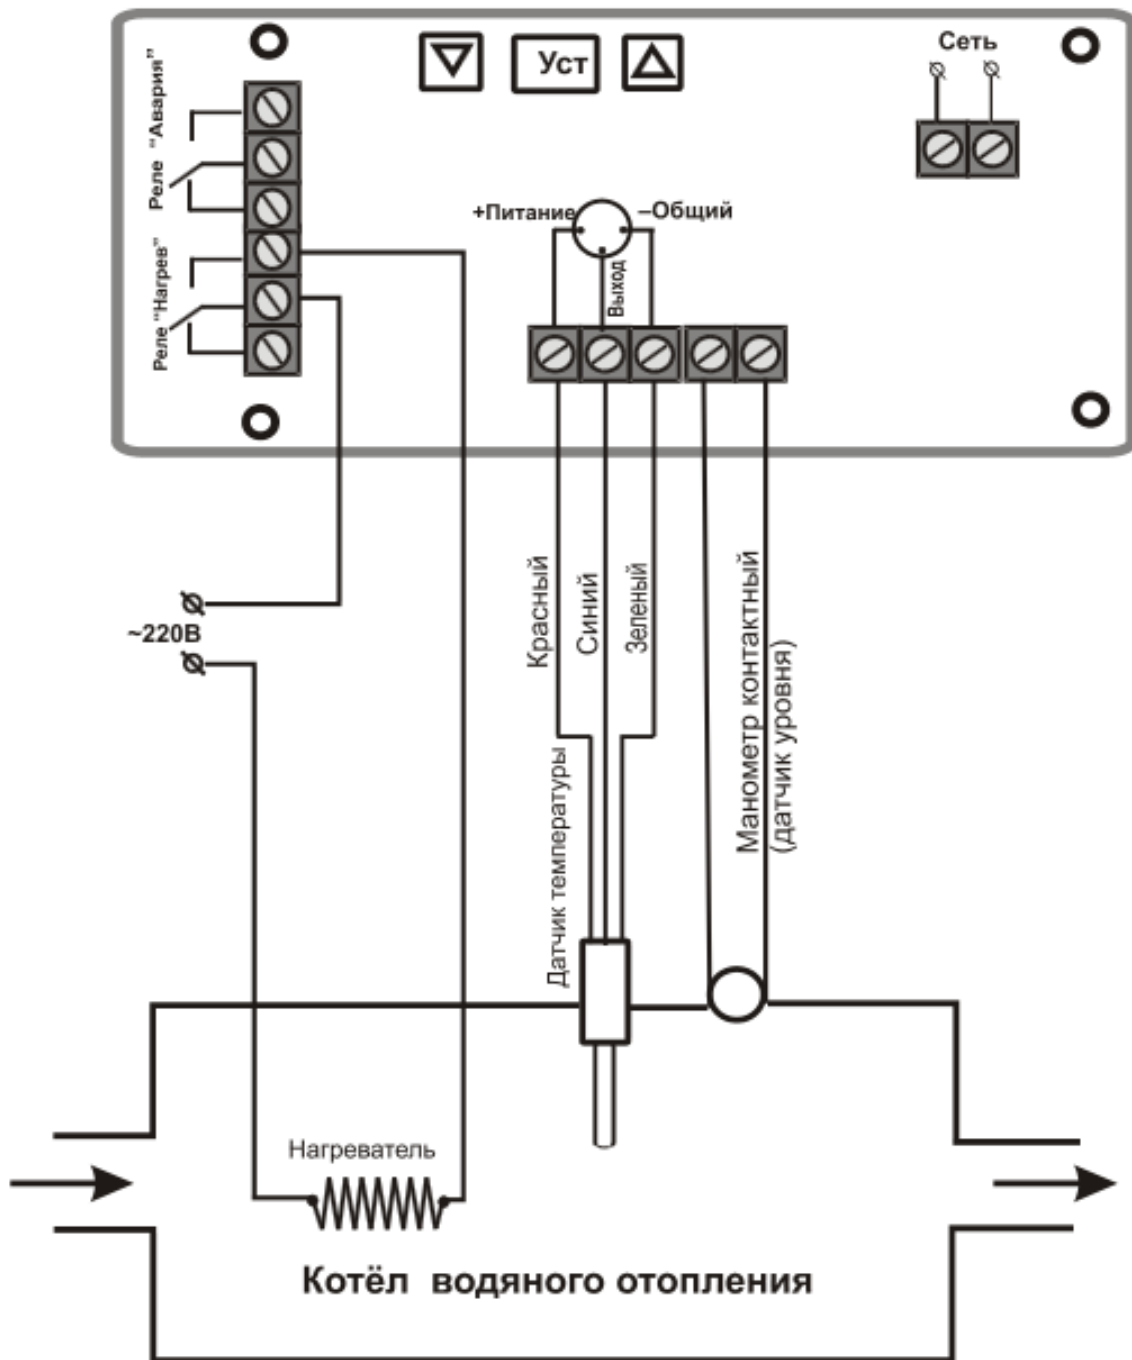 Уст
Сеть
Реле "Авария"
Реле "Нагрев"
+Питание
–Общий
Выход
~220В
Красный
Синий
Зеленый
Датчик температуры
Манометр контактный
(датчик уровня)
Нагреватель
Котёл водяного отопления